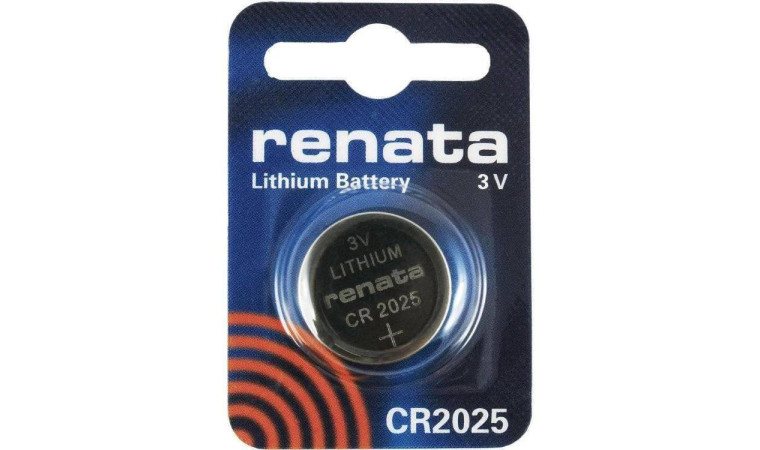 renata
Lithium Battery 3 V
3V
LITHIUM
renata
CR 2025
+
CR2025